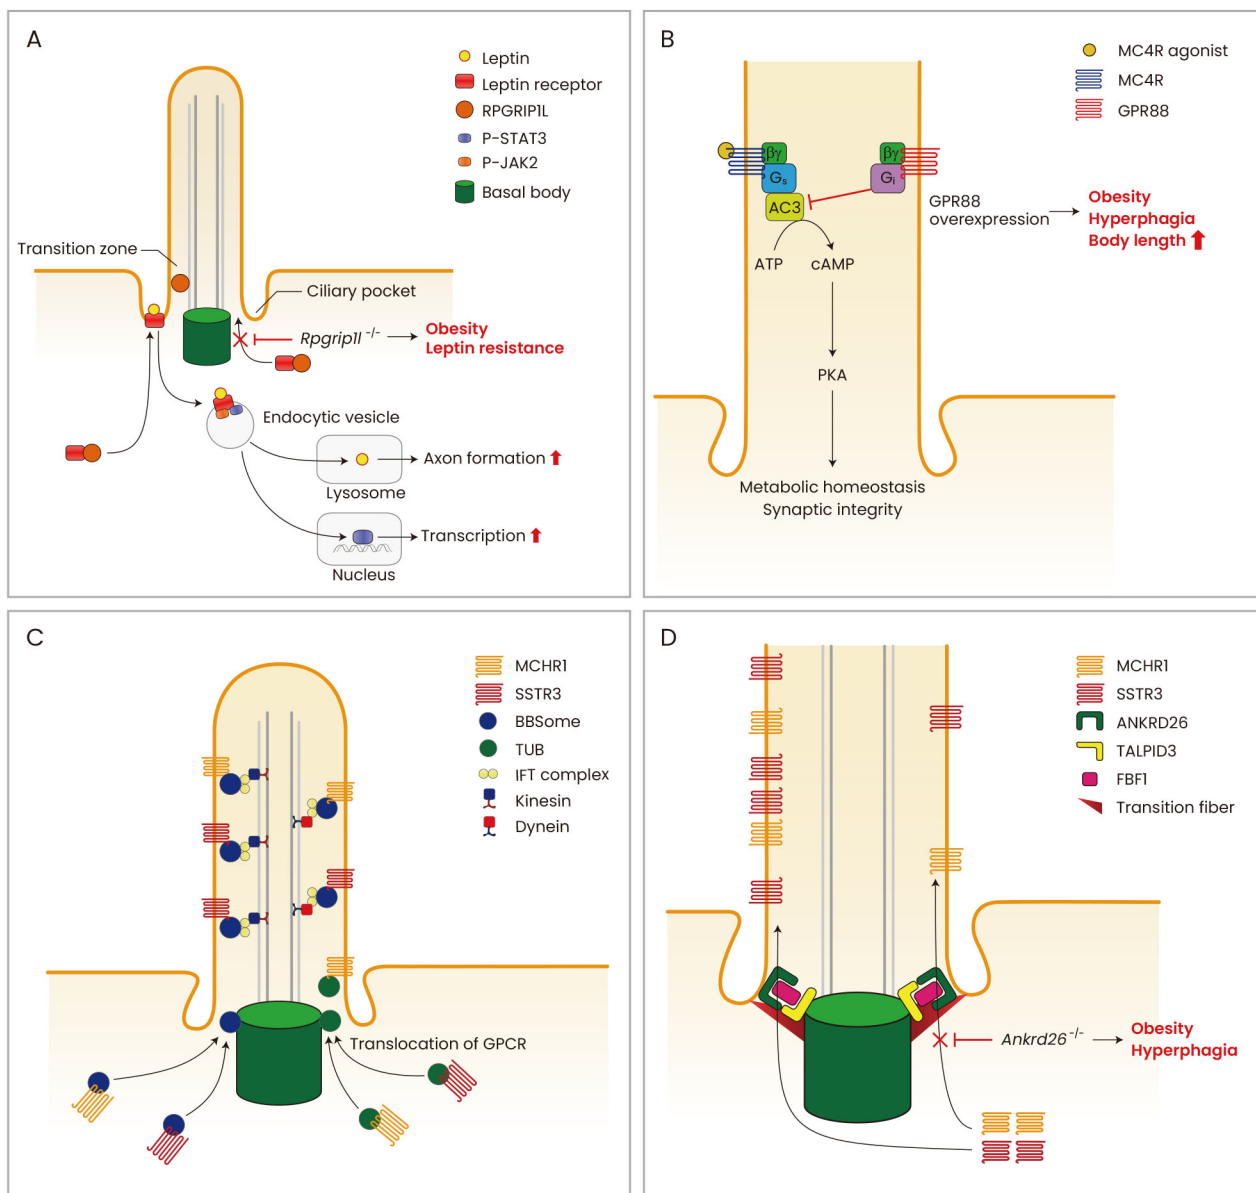 A
Leptin
Leptin receptor
RPGRIP1L
P-STAT3
P-JAK2
Basal body
Transition zone
Ciliary pocket
Rpgrip1l -/-
Obesity
Leptin resistance
Endocytic vesicle
Axon formation
Lysosome
Transcription
Nucleus
B
MC4R agonist
MC4R
GPR88
βγ
Gs
AC3
βγ
Gi
GPR88
overexpression
Obesity
Hyperphagia
Body length
ATP
cAMP
PKA
Metabolic homeostasis
Synaptic integrity
C
MCHR1
SSTR3
BBSome
TUB
IFT complex
Kinesin
Dynein
Translocation of GPCR
D
MCHR1
SSTR3
ANKRD26
TALPID3
FBF1
Transition fiber
Ankrd26 -/-
Obesity
Hyperphagia